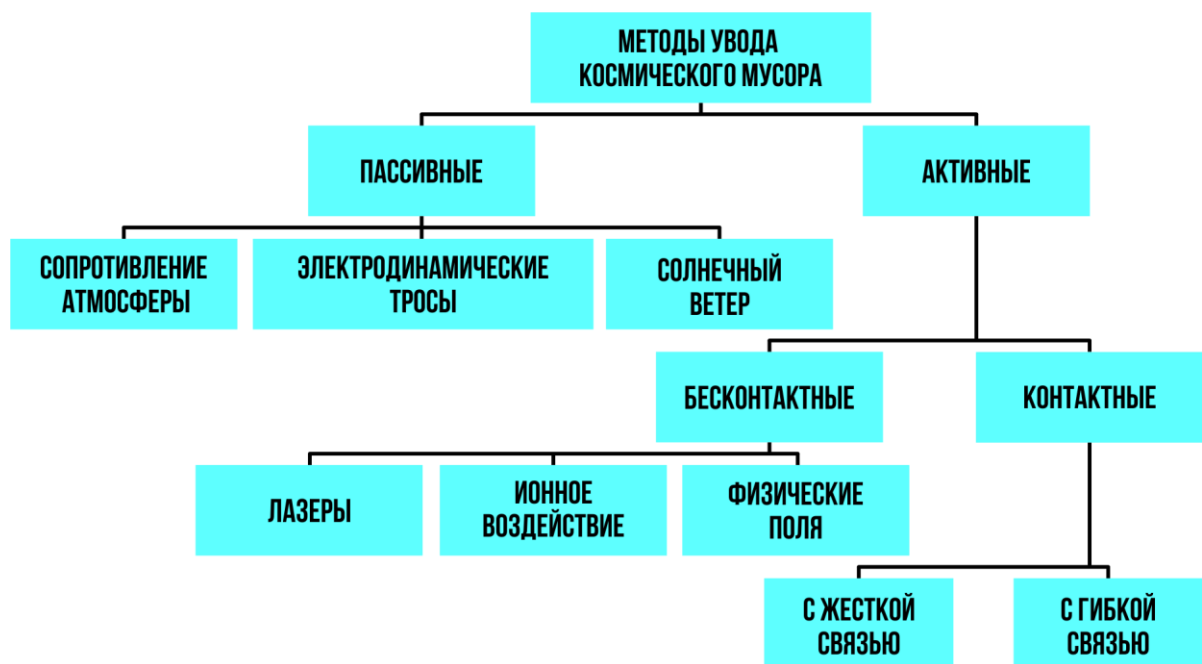 МЕТОДЫ УВОДА
КОСМИЧЕСКОГО МУСОРА
ПАССИВНЫЕ
АКТИВНЫЕ
СОПРОТИВЛЕНИЕ
АТМОСФЕРЫ
ЭЛЕКТРОДИНАМИЧЕСКИЕ
ТРОСЫ
СОЛНЕЧНЫЙ
ВЕТЕР
БЕСКОНТАКТНЫЕ
КОНТАКТНЫЕ
ЛАЗЕРЫ
ИОННОЕ
ВОЗДЕЙСТВИЕ
ФИЗИЧЕСКИЕ
ПОЛЯ
С ЖЕСТКОЙ
СВЯЗЬЮ
С ГИБКОЙ
СВЯЗЬЮ